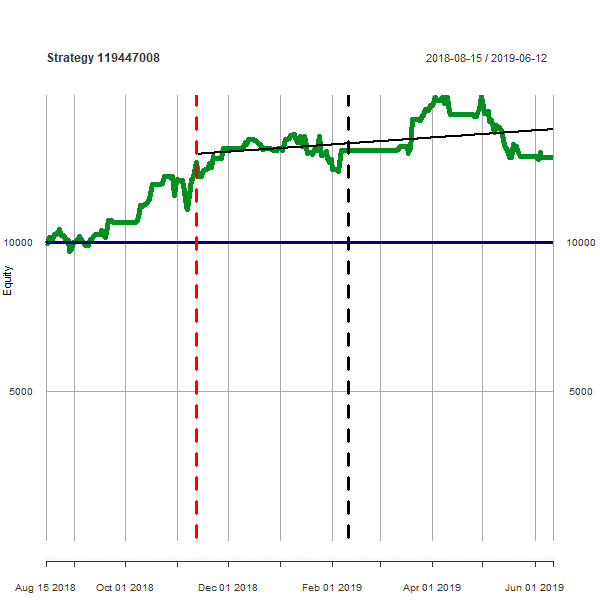 Strategy 119447008
2018-08-15 / 2019-06-12
10000
10000
Equity
5000
5000
Aug 15 2018
Oct 01 2018
Dec 01 2018
Feb 01 2019
Apr 01 2019
Jun 01 2019